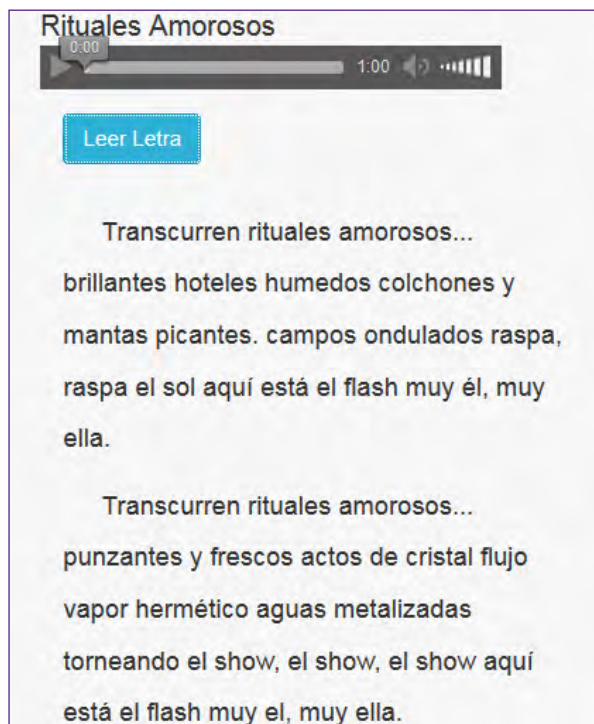 Rituales Amorosos
0:00
1:00
Leer Letra
Transcurren rituales amorosos...
brillantes hoteles humedos colchones y
mantas picantes. campos ondulados raspa,
raspa el sol aquí está el flash muy él, muy
ella.
Transcurren rituales amorosos...
punzantes y frescos actos de cristal flujo
vapor hermético aguas metalizadas
torneando el show, el show, el show aquí
está el flash muy el, muy ella.